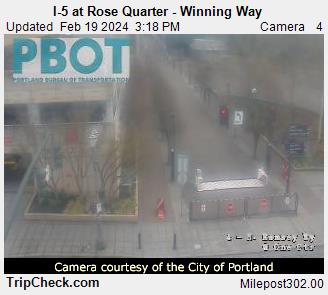 I-5 at Rose Quarter - Winning Way
Updated Feb 19 2024 3:18 PM Camera 4
PBOT
PORTLAND BUREAU OF TRANSPORTATION
Camera courtesy of the City of Portland
TripCheck.com Milepost302.00